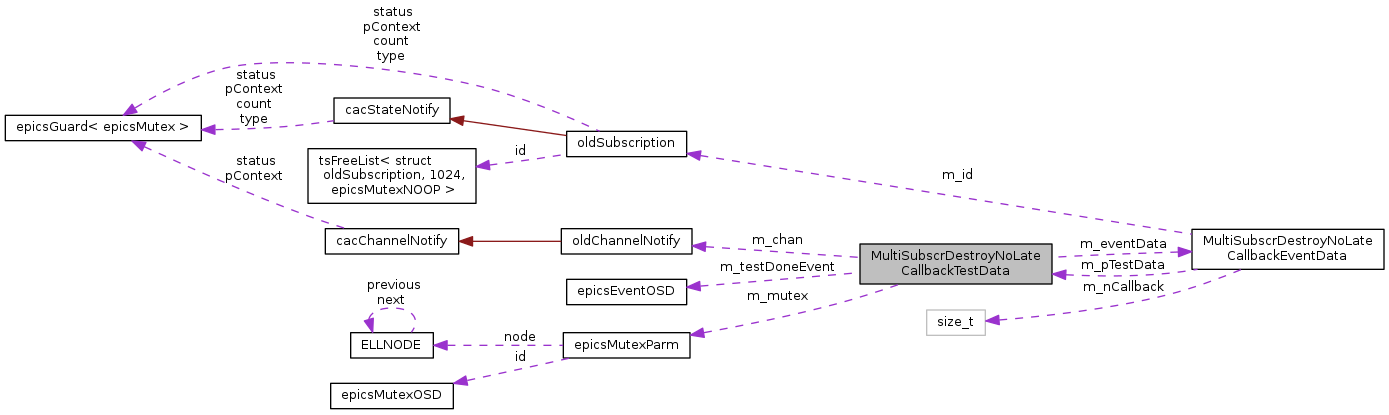 status
pContext
count
type
status
pContext
count
type
cacStateNotify
epicsGuard< epicsMutex >
oldSubscription
tsFreeList< struct
oldSubscription, 1024,
epicsMutexNOOP >
id
status
pContext
m_id
cacChannelNotify
oldChannelNotify
m_chan
m_testDoneEvent
m_mutex
MultiSubscrDestroyNoLate
CallbackTestData
m_eventData
m_pTestData
m_nCallback
MultiSubscrDestroyNoLate
CallbackEventData
epicsEventOSD
previous
next
size_t
ELLNODE
node
id
epicsMutexParm
epicsMutexOSD